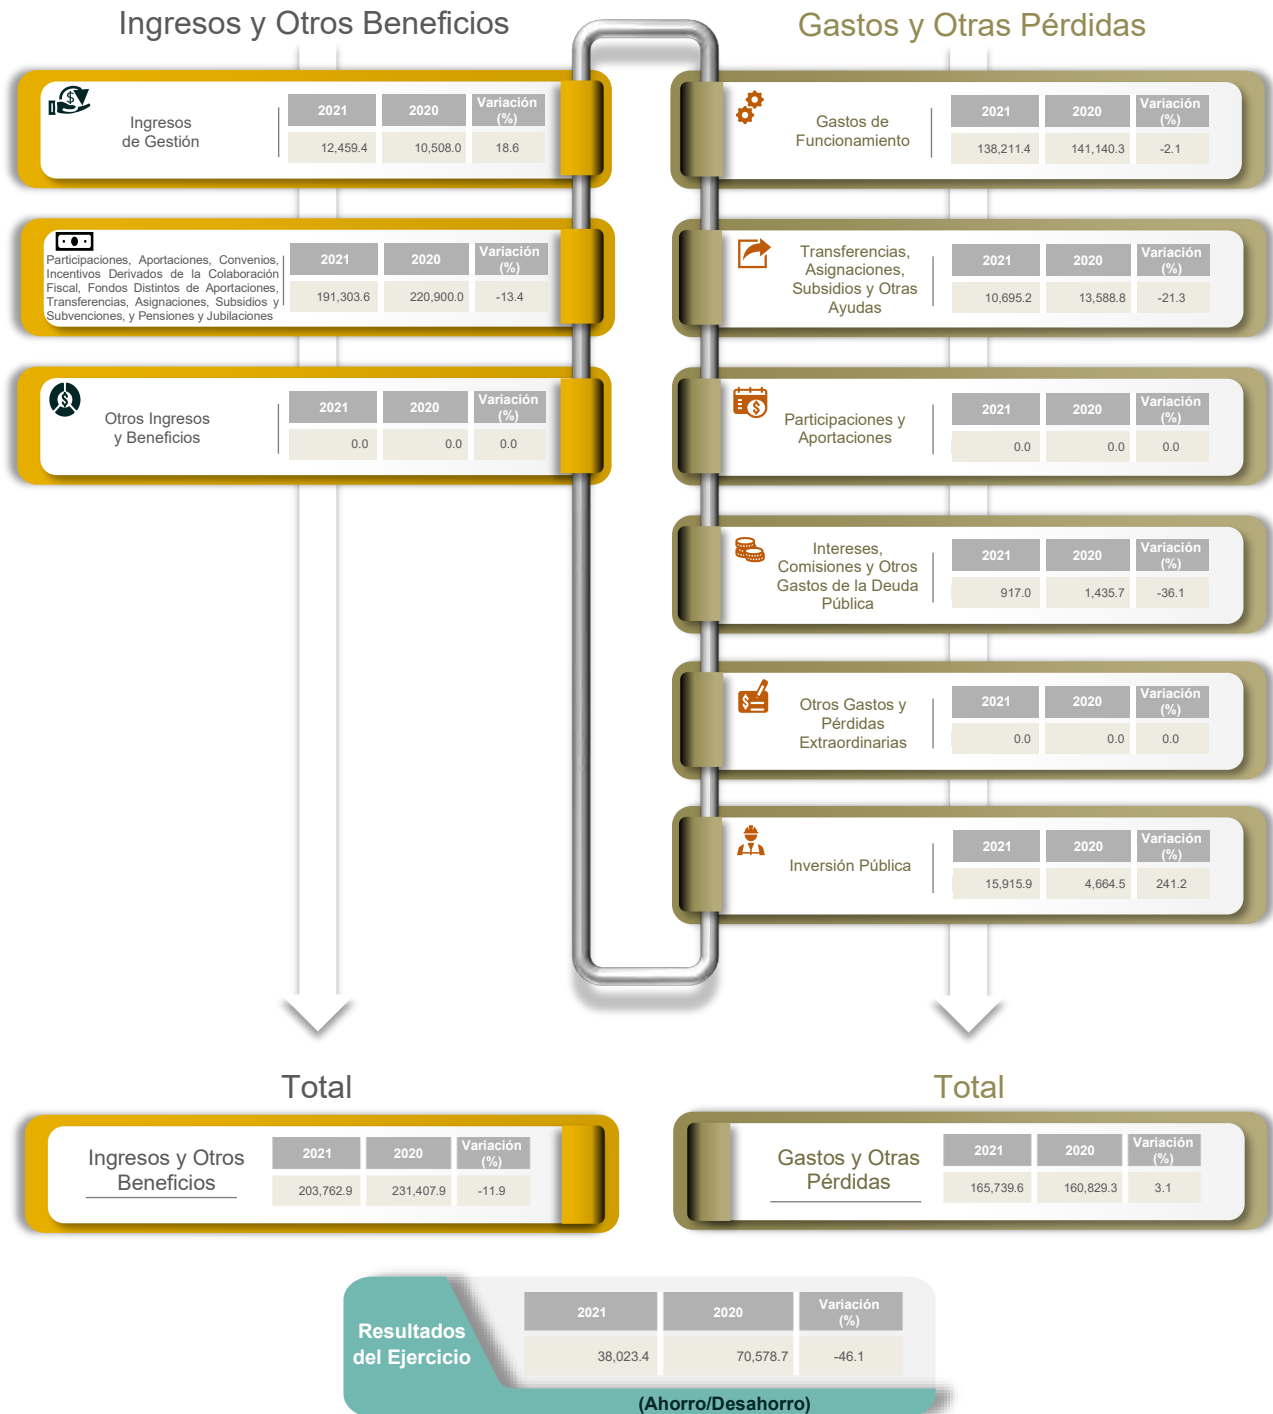 Ingresos y Otros Beneficios
Ingresos
de Gestión
2021 2020 Variación
(%)
12,459.4 10,508.0 18.6
Participaciones, Aportaciones, Convenios,
Incentivos Derivados de la Colaboración
Fiscal, Fondos Distintos de Aportaciones,
Transferencias, Asignaciones, Subsidios y
Subvenciones, y Pensiones y Jubilaciones
2021 2020 Variación
(%)
191,303.6 220,900.0 -13.4
Otros Ingresos
y Beneficios
2021 2020 Variación
(%)
0.0 0.0 0.0
Gastos y Otras Pérdidas
Gastos de
Funcionamiento
2021 2020 Variación
(%)
138,211.4 141,140.3 -2.1
Transferencias,
Asignaciones,
Subsidios y Otras
Ayudas
2021 2020 Variación
(%)
10,695.2 13,588.8 -21.3
Participaciones y
Aportaciones
2021 2020 Variación
(%)
0.0 0.0 0.0
Intereses,
Comisiones y Otros
Gastos de la Deuda
Pública
2021 2020 Variación
(%)
917.0 1,435.7 -36.1
Otros Gastos y
Pérdidas
Extraordinarias
2021 2020 Variación
(%)
0.0 0.0 0.0
Inversión Pública
2021 2020 Variación
(%)
15,915.9 4,664.5 241.2
Total
Ingresos y Otros
Beneficios
2021 2020 Variación
(%)
203,762.9 231,407.9 -11.9
Total
Gastos y Otras
Pérdidas
2021 2020 Variación
(%)
165,739.6 160,829.3 3.1
Resultados
del Ejercicio
2021 2020 Variación
(%)
38,023.4 70,578.7 -46.1
(Ahorro/Desahorro)